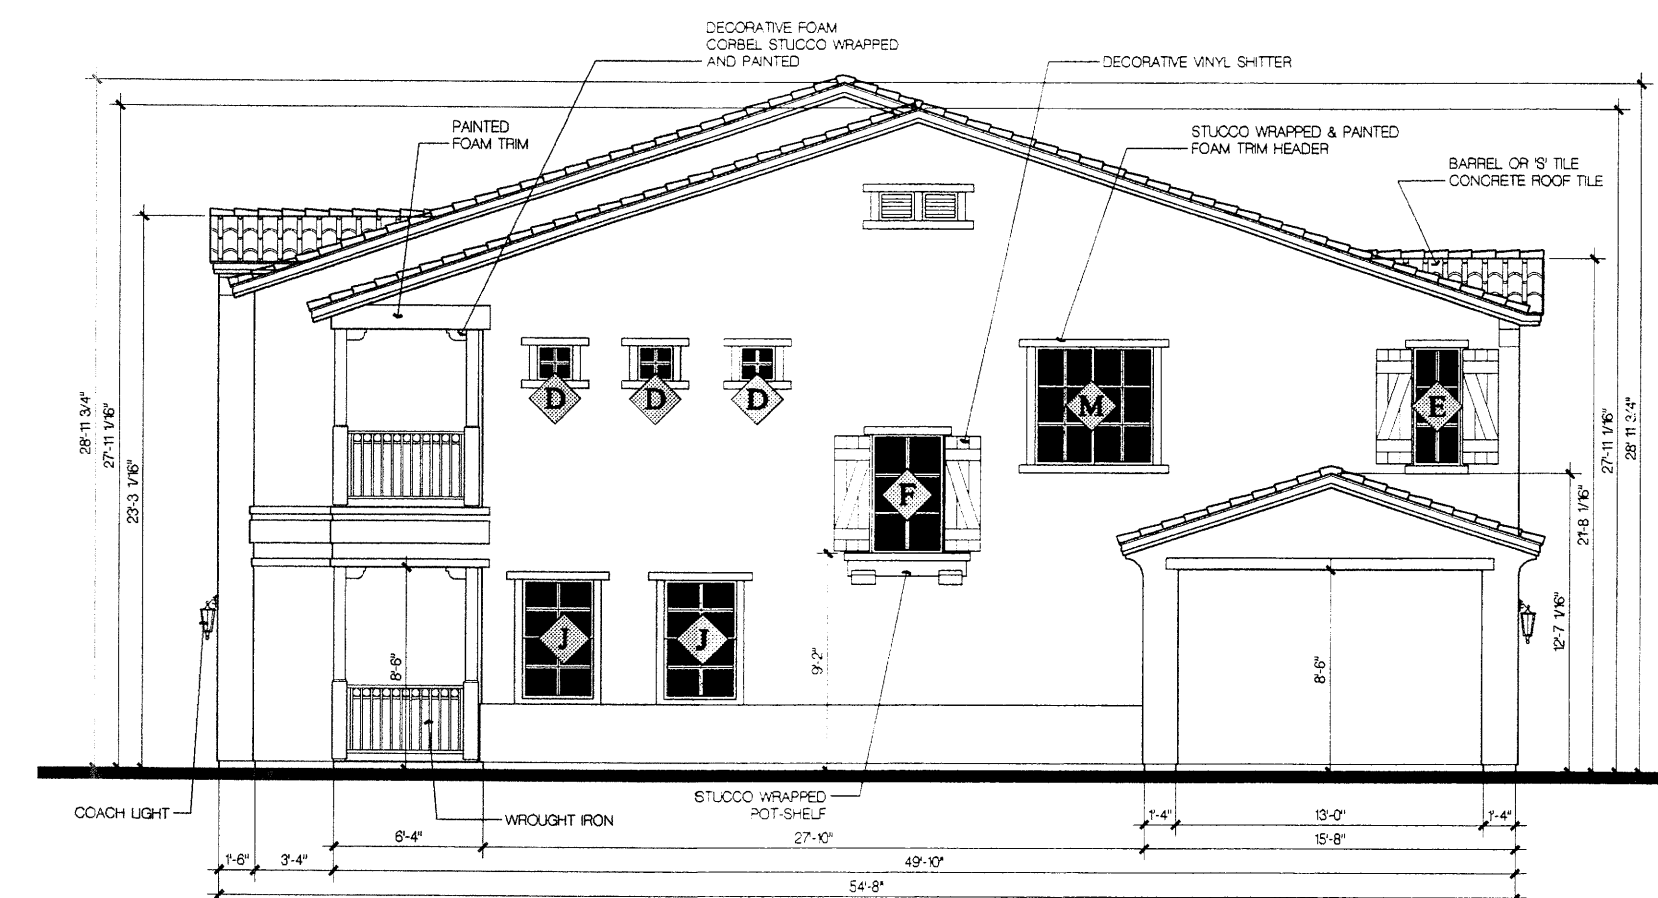 DECORATIVE FOAM
CORBEL STUCCO WRAPPED
AND PAINTED
DECORATIVE VINYL SHITTER
PAINTED
FOAM TRIM
STUCCO WRAPPED & PAINTED
FOAM TRIM HEADER
BARREL OR 'S' TILE
CONCRETE ROOF TILE
28'-11 3/4"
27'-11 1/16"
23'-3 1/16"
D
D
D
M
E
F
J
J
8'-6"
9'-2"
8'-6"
12'-7 1/16"
21'-8 1/16"
27'-11 1/16"
28' 11 3/4"
COACH LIGHT
WROUGHT IRON
STUCCO WRAPPED
POT-SHELF
1'-4"
13'-0"
1'-4"
6'-4"
27'-10"
15'-8"
1'-6"
3'-4"
49'-10"
54'-8"